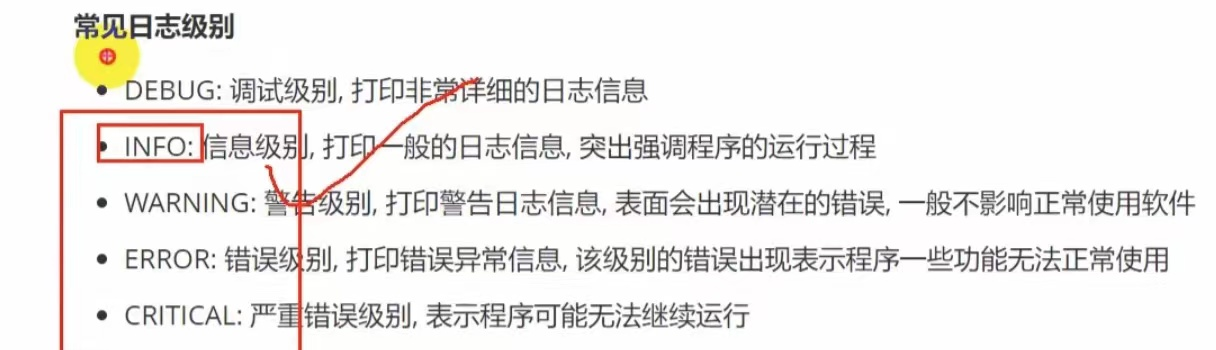 常见日志级别
• DEBUG: 调试级别, 打印非常详细的日志信息
• INFO: 信息级别, 打印一般的日志信息, 突出强调程序的运行过程
• WARNING: 警告级别, 打印警告日志信息, 表面会出现潜在的错误, 一般不影响正常使用软件
• ERROR: 错误级别, 打印错误异常信息, 该级别的错误出现表示程序一些功能无法正常使用
• CRITICAL: 严重错误级别, 表示程序可能无法继续运行